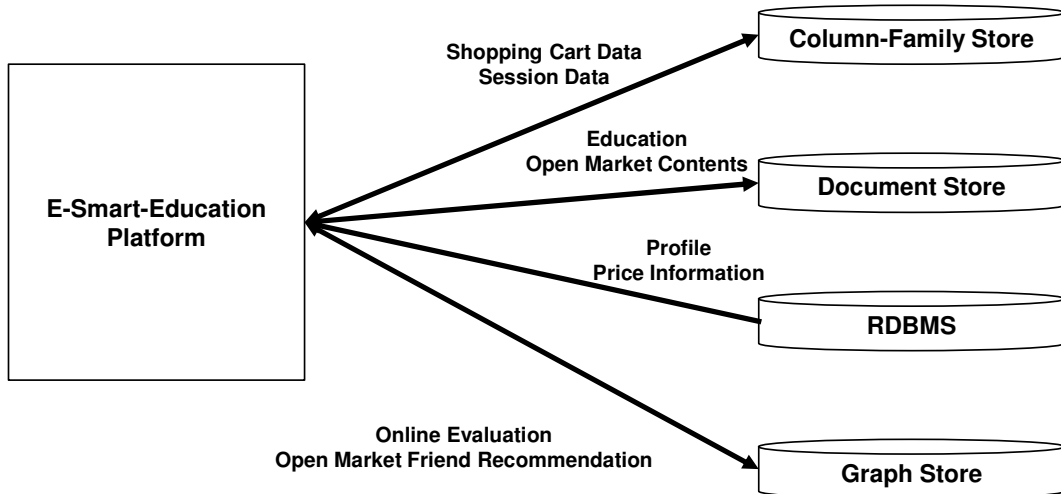 Column-Family Store
Shopping Cart Data
Session Data
Education
Open Market Contents
Document Store
E-Smart-Education
Platform
Profile
Price Information
RDBMS
Online Evaluation
Open Market Friend Recommendation
Graph Store